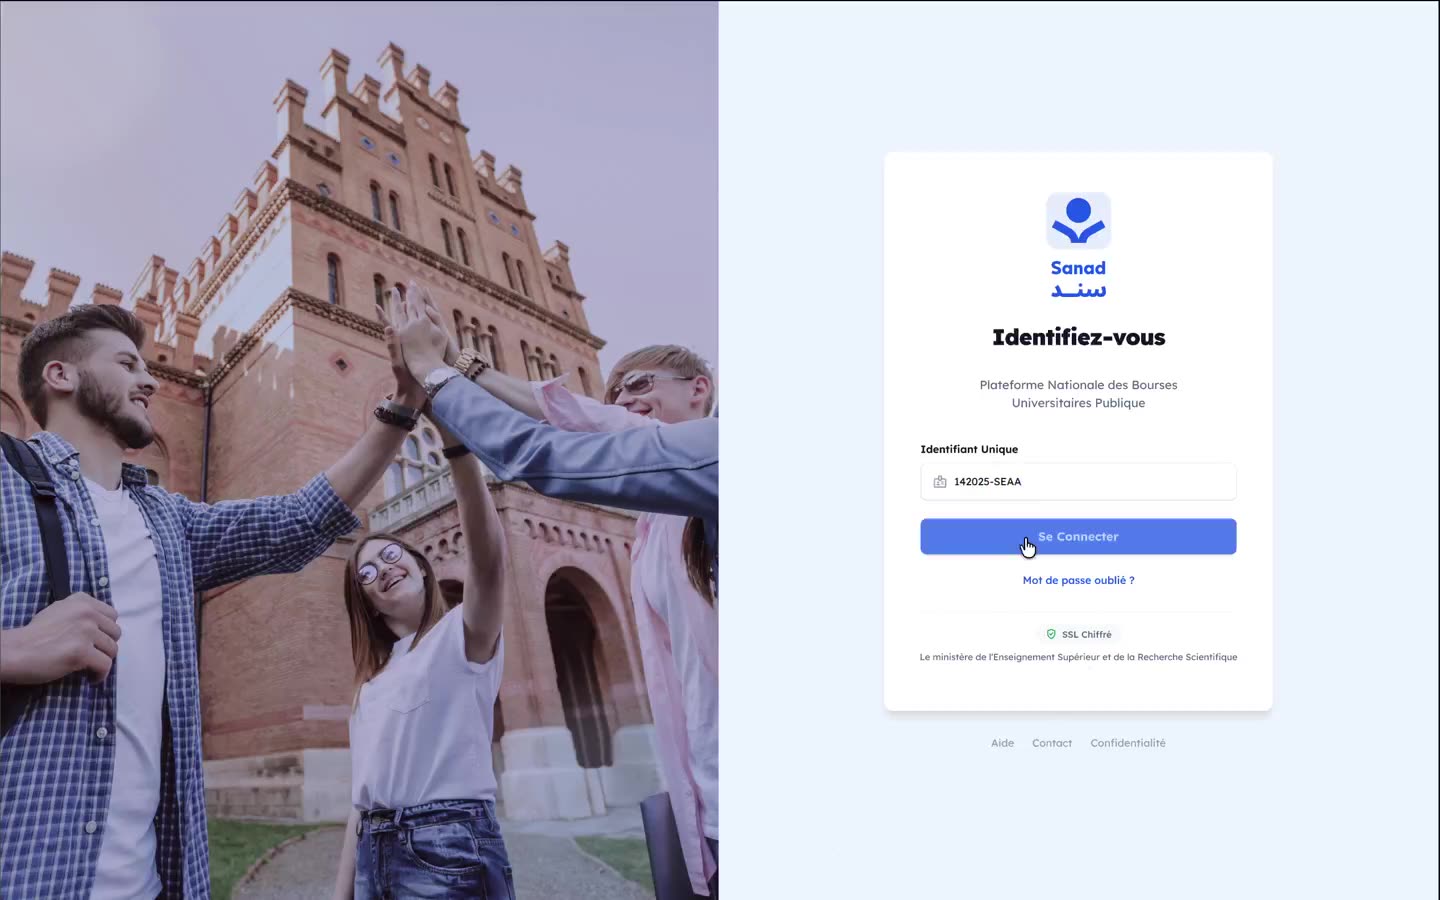 Sanad
سنــد
Identifiez-vous
Plateforme Nationale des Bourses
Universitaires Publique
Identifiant Unique
142025-SEAA
Se Connecter
Mot de passe oublié ?
SSL Chiffré
Le ministère de l'Enseignement Supérieur et de la Recherche Scientifique
Aide Contact Confidentialité